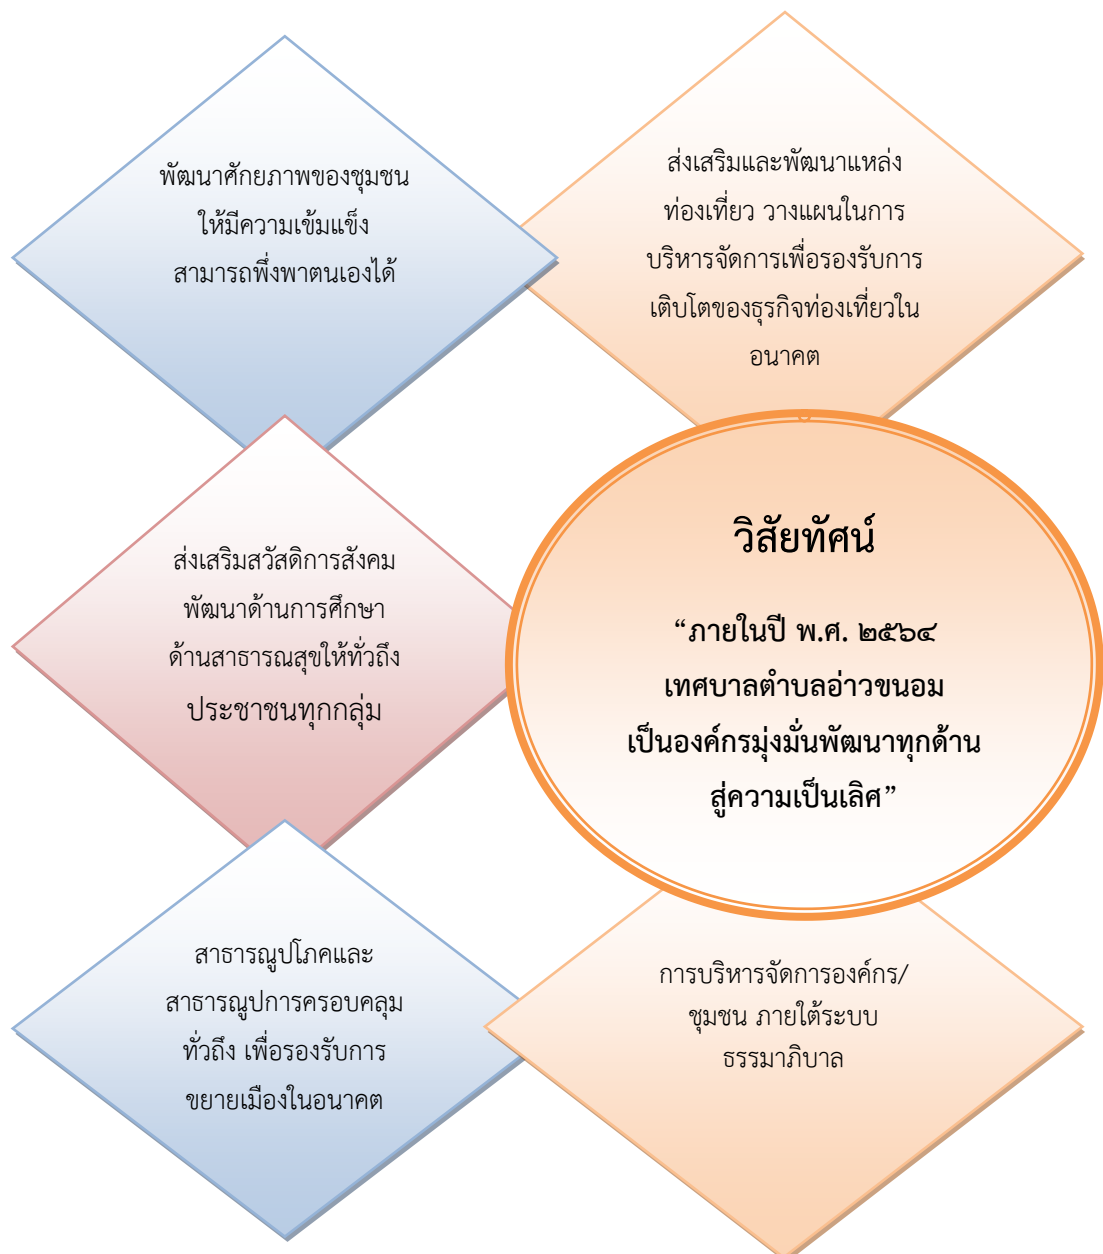 พัฒนาศักยภาพของชุมชน
ให้มีความเข้มแข็ง
สามารถพึ่งพาตนเองได้
ส่งเสริมและพัฒนาแหล่ง
ท่องเที่ยว วางแผนในการ
บริหารจัดการเพื่อรองรับการ
เติบโตของธุรกิจท่องเที่ยวใน
อนาคต
ส่งเสริมสวัสดิการสังคม
พัฒนาด้านการศึกษา
ด้านสาธารณสุขให้ทั่วถึง
ประชาชนทุกกลุ่ม
วิสัยทัศน์
“ภายในปี พ.ศ. ๒๕๖๔
เทศบาลตำบลอ่าวขนอม
เป็นองค์กรมุ่งมั่นพัฒนาทุกด้าน
สู่ความเป็นเลิศ”
สาธารณูปโภคและ
สาธารณูปการครอบคลุม
ทั่วถึง เพื่อรองรับการ
ขยายเมืองในอนาคต
การบริหารจัดการองค์กร/
ชุมชน ภายใต้ระบบ
ธรรมาภิบาล